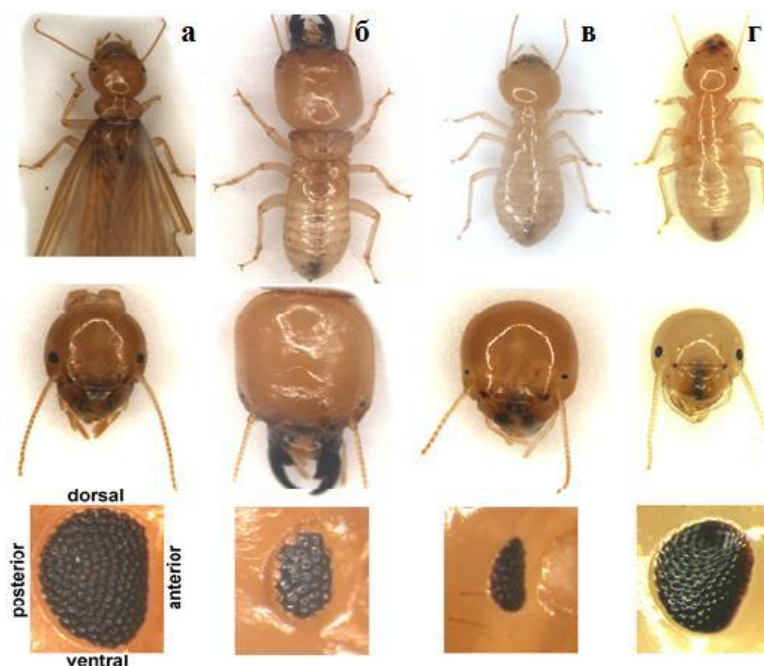 а б в г
dorsal
posterior
anterior
ventral